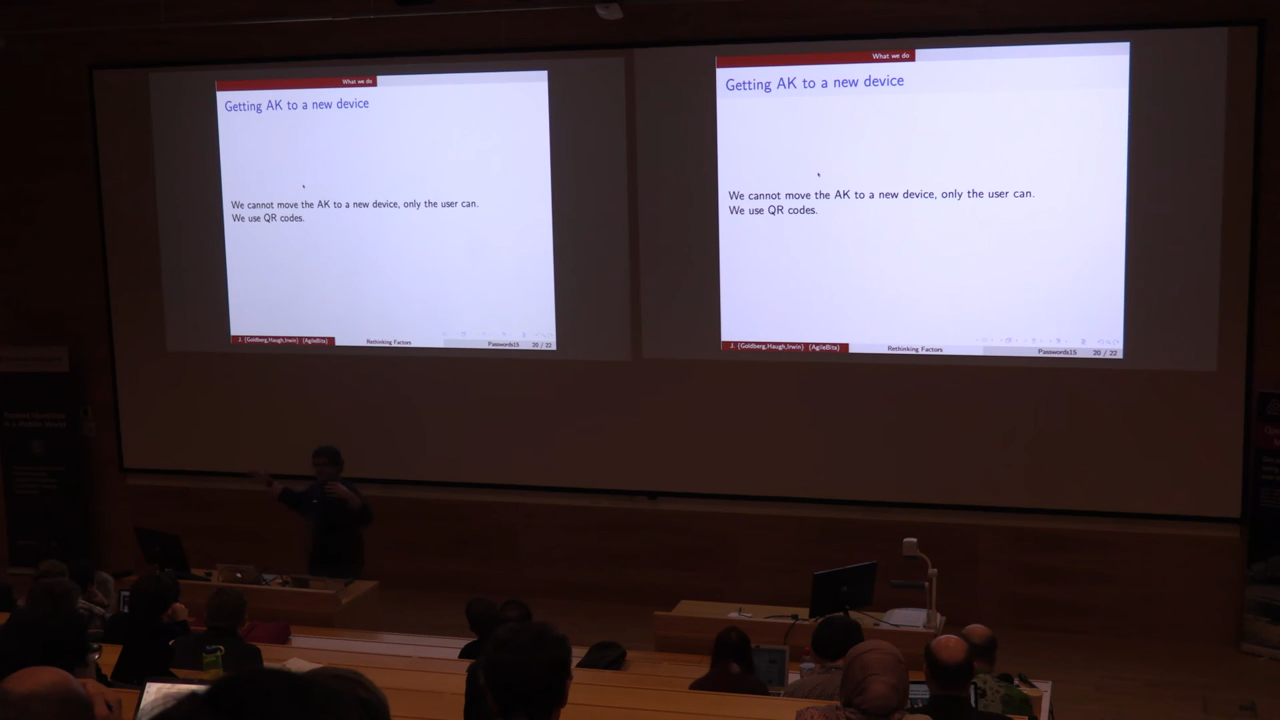 What we do
Getting AK to a new device
We cannot move the AK to a new device, only the user can.
We use QR codes.
J. {Goldberg,Haugh,Irwin} (AgileBits)
Rethinking Factors
Passwords15
20 / 22
What we do
Getting AK to a new device
We cannot move the AK to a new device, only the user can.
We use QR codes.
J. {Goldberg,Haugh,Irwin} (AgileBits)
Rethinking Factors
Passwords15
20 / 22